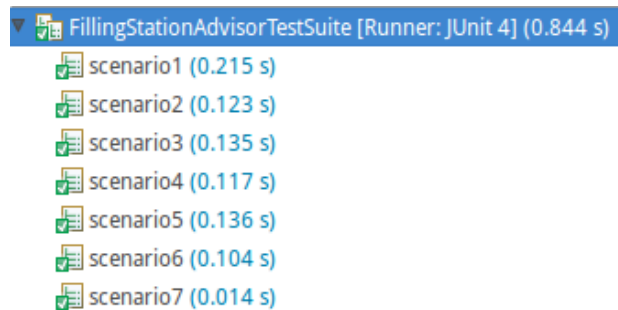 FillingStationAdvisorTestSuite [Runner: JUnit 4] (0.844 s)
scenario1 (0.215 s)
scenario2 (0.123 s)
scenario3 (0.135 s)
scenario4 (0.117 s)
scenario5 (0.136 s)
scenario6 (0.104 s)
scenario7 (0.014 s)